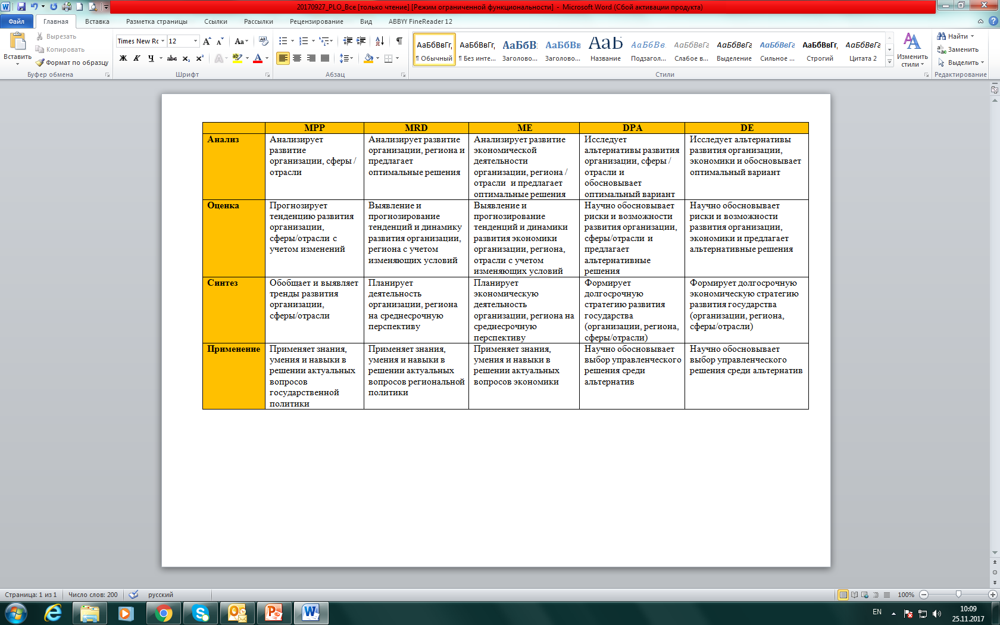 20170927_PLO_Все [только чтение] [Режим ограниченной функциональности] - Microsoft Word (Сбой активации продукта)
Файл Главная Вставка Разметка страницы Ссылки Рассылки Рецензирование Вид ABBYY FineReader 12
Вставить
Вырезать
Копировать
Формат по образцу
Буфер обмена
Times New Rc 12
Ж К Ч abc x₂ x²
Шрифт
Абзац
АаБбВвГг, АаБбВвГг, АаБбВ АаБбВв АаБ АаБбВв. АаБбВвГг АаБбВвГг АаБбВвГг АаБбВвГг, АаБбВвГг
¶ Обычный ¶ Без инте... Заголово... Заголово... Название Подзагол... Слабое в... Выделение Сильное ... Строгий Цитата 2
Стили
Изменить
стили
Найти
Заменить
Выделить
Редактирование
MPP MRD ME DPA DE
Анализ
Анализирует
развитие
организации, сферы /
отрасли
Анализирует развитие
организации, региона и
предлагает
оптимальные решения
Анализирует развитие
экономической
деятельности
организации, региона /
отрасли и предлагает
оптимальные решения
Исследует
альтернативы развития
организации, сферы /
отрасли и
обосновывает
оптимальный вариант
Исследует альтернативы
развития организации,
экономики и обосновывает
оптимальный вариант
Оценка
Прогнозирует
тенденцию развития
организации,
сферы/отрасли с
учетом изменений
Выявление и
прогнозирование
тенденций и динамику
развития организации,
региона с учетом
изменяющих условий
Выявление и
прогнозирование
тенденций и динамики
развития экономики
организации, региона,
отрасли с учетом
изменяющих условий
Научно обосновывает
риски и возможности
развития организации,
сферы/отрасли и
предлагает
альтернативные
решения
Научно обосновывает
риски и возможности
развития организации,
экономики и предлагает
альтернативные решения
Синтез
Обобщает и выявляет
тренды развития
организации,
сферы/отрасли
Планирует
деятельность
организации, региона
на среднесрочную
перспективу
Планирует
экономическую
деятельность
организации, региона на
среднесрочную
перспективу
Формирует
долгосрочную
стратегию развития
государства
(организации, региона,
сферы/отрасли)
Формирует долгосрочную
экономическую стратегию
развития государства
(организации, региона,
сферы/отрасли)
Применение
Применяет знания,
умения и навыки в
решении актуальных
вопросов
государственной
политики
Применяет знания,
умения и навыки в
решении актуальных
вопросов региональной
политики
Применяет знания,
умения и навыки в
решении актуальных
вопросов экономики
Научно обосновывает
выбор управленческого
решения среди
альтернатив
Научно обосновывает
выбор управленческого
решения среди альтернатив
Страница: 1 из 1 Число слов: 200 русский 100%
EN 10:09
25.11.2017